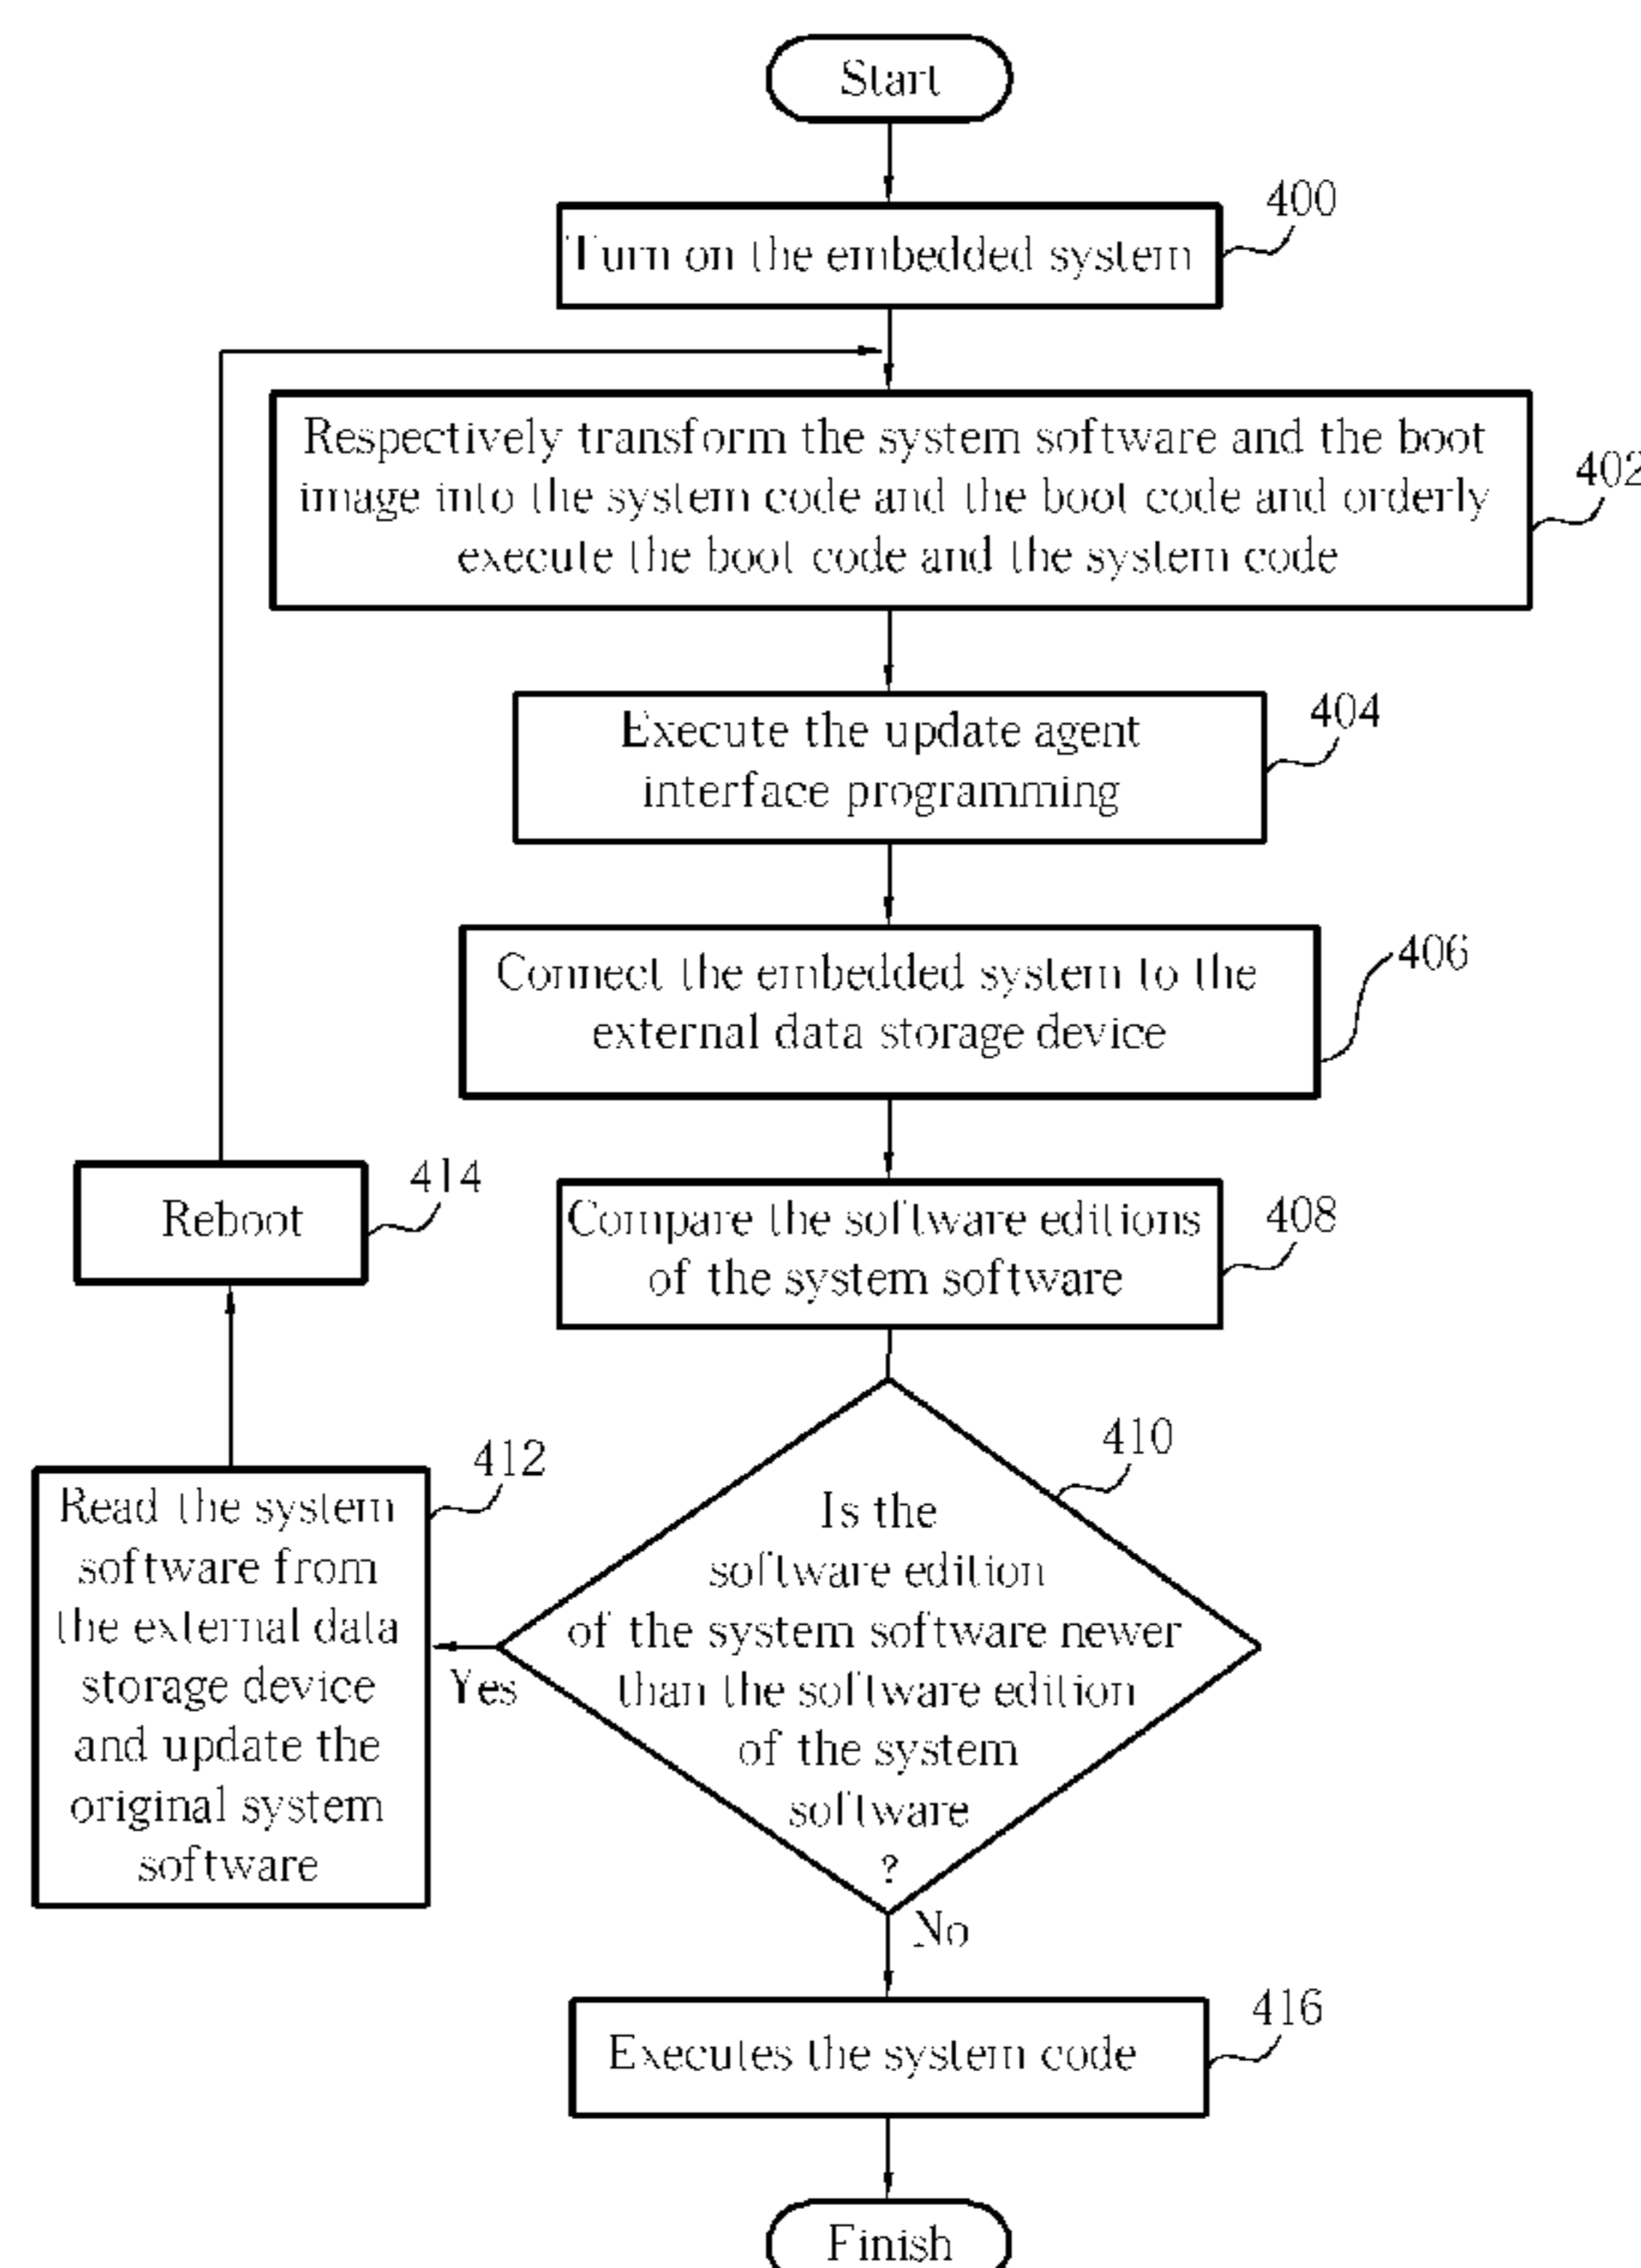 Start
400
Turn on the embedded system
Respectively transform the system software and the boot
image into the system code and the boot code and orderly
execute the boot code and the system code
402
Execute the update agent
interface programming
404
Connect the embedded system to the
external data storage device
406
Reboot
414
Compare the software editions
of the system software
408
410
Is the
software edition
of the system software newer
than the software edition
of the system
software
?
Yes
412
Read the system
software from
the external data
storage device
and update the
original system
software
No
Executes the system code
416
Finish